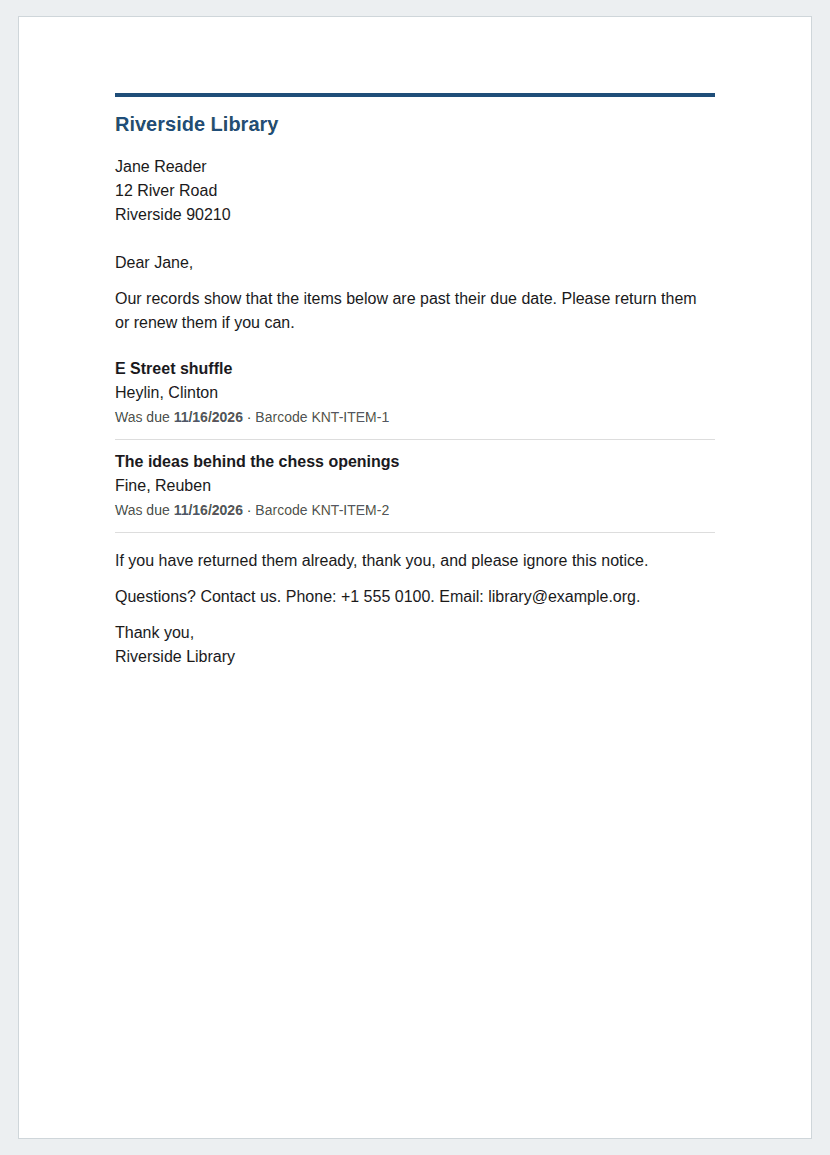 Riverside Library
Jane Reader
12 River Road
Riverside 90210
Dear Jane,
Our records show that the items below are past their due date. Please return them
or renew them if you can.
E Street shuffle
Heylin, Clinton
Was due 11/16/2026 · Barcode KNT-ITEM-1
The ideas behind the chess openings
Fine, Reuben
Was due 11/16/2026 · Barcode KNT-ITEM-2
If you have returned them already, thank you, and please ignore this notice.
Questions? Contact us. Phone: +1 555 0100. Email: library@example.org.
Thank you,
Riverside Library